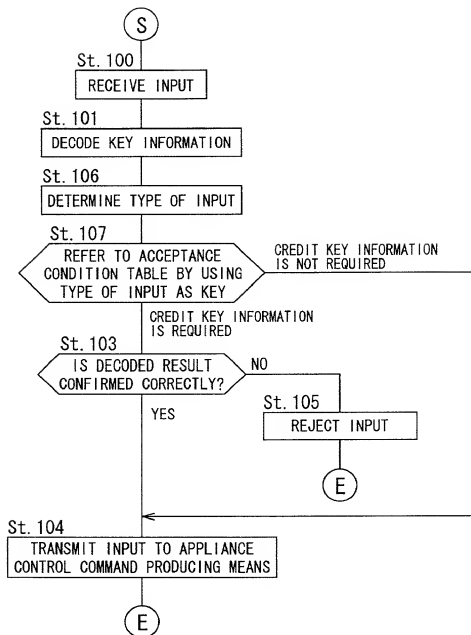 S
St. 100
RECEIVE INPUT
St. 101
DECODE KEY INFORMATION
St. 106
DETERMINE TYPE OF INPUT
St. 107
REFER TO ACCEPTANCE
CONDITION TABLE BY USING
TYPE OF INPUT AS KEY
CREDIT KEY INFORMATION
IS NOT REQUIRED
CREDIT KEY INFORMATION
IS REQUIRED
St. 103
IS DECODED RESULT
CONFIRMED CORRECTLY?
NO
YES
St. 105
REJECT INPUT
E
St. 104
TRANSMIT INPUT TO APPLIANCE
CONTROL COMMAND PRODUCING MEANS
E